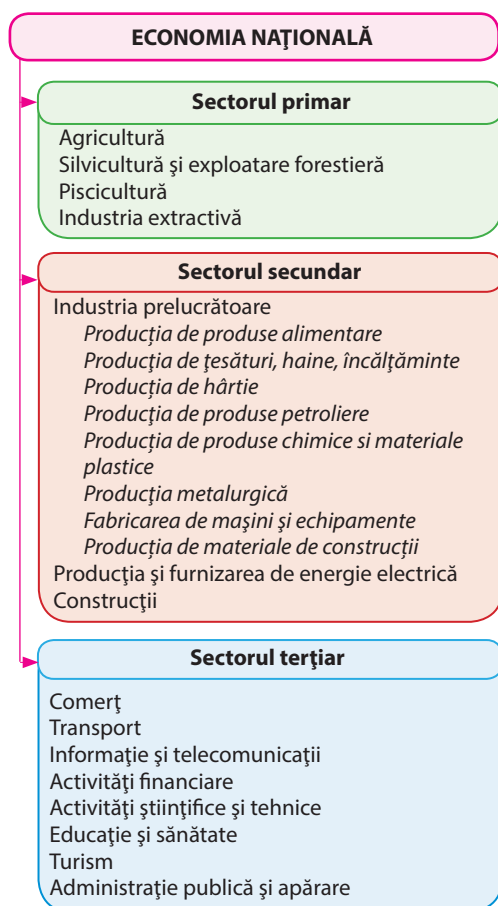 ECONOMIA NAŢIONALĂ
Sectorul primar
Agricultură
Silvicultură şi exploatare forestieră
Piscicultură
Industria extractivă
Sectorul secundar
Industria prelucrătoare
Producția de produse alimentare
Producţia de ţesături, haine, încălţăminte
Producția de hârtie
Producţia de produse petroliere
Producţia de produse chimice si materiale
plastice
Producţia metalurgică
Fabricarea de maşini şi echipamente
Producția de materiale de construcţii
Producţia şi furnizarea de energie electrică
Construcţii
Sectorul terţiar
Comerţ
Transport
Informaţie şi telecomunicaţii
Activităţi financiare
Activităţi ştiinţifice şi tehnice
Educaţie şi sănătate
Turism
Administraţie publică şi apărare